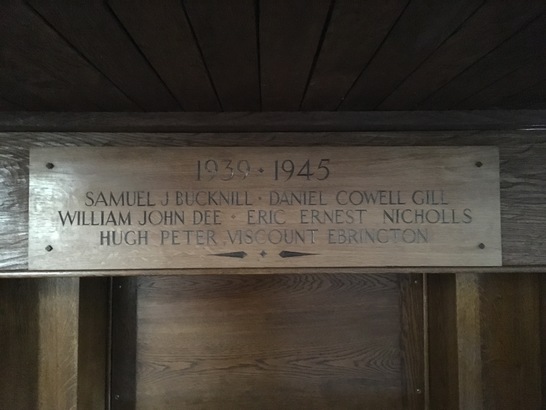 1939 · 1945
SAMUEL J BUCKNILL · DANIEL COWELL GILL
WILLIAM JOHN DEE · ERIC ERNEST NICHOLLS
HUGH PETER, VISCOUNT EBRINGTON